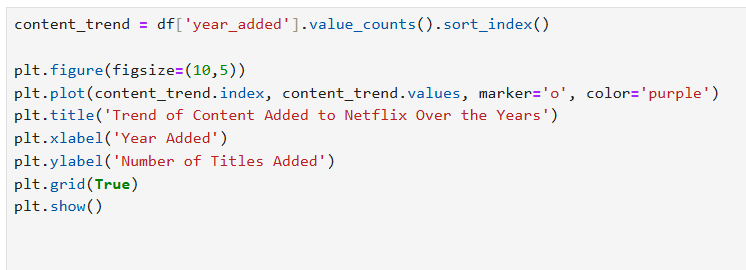 content_trend = df['year_added'].value_counts().sort_index()
plt.figure(figsize=(10,5))
plt.plot(content_trend.index, content_trend.values, marker='o', color='purple')
plt.title('Trend of Content Added to Netflix Over the Years')
plt.xlabel('Year Added')
plt.ylabel('Number of Titles Added')
plt.grid(True)
plt.show()